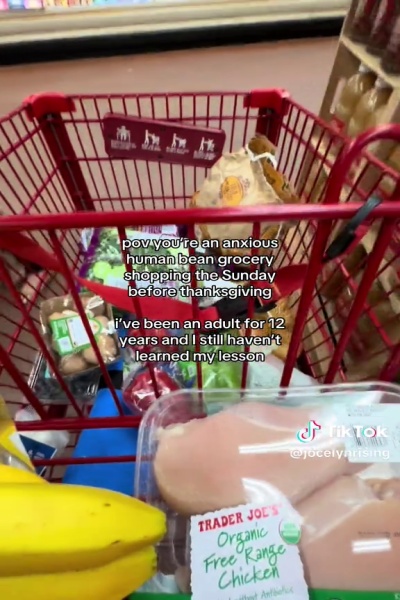 pov you're an anxious
human bean grocery
shopping the Sunday
before thanksgiving
i've been an adult for 12
years and I still haven't
learned my lesson
TikTok
@jocelynrising
TRADER JOE'S
Organic
Free Range
Chicken